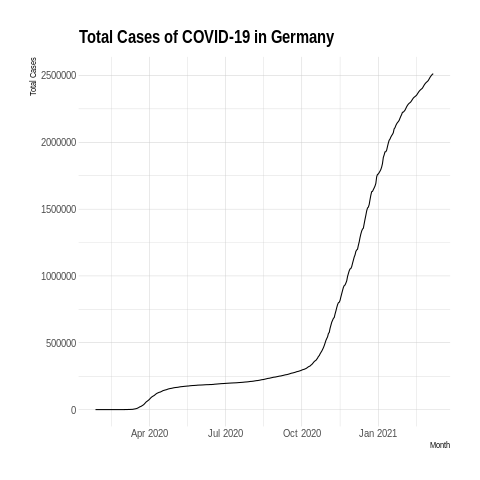 Total Cases of COVID-19 in Germany
Total Cases
2500000
2000000
1500000
1000000
500000
0
Apr 2020 Jul 2020 Oct 2020 Jan 2021
Month